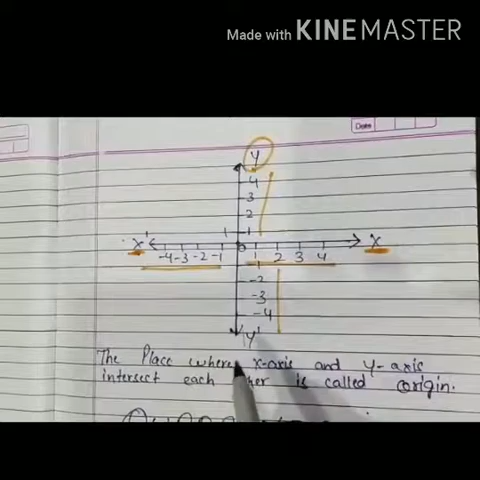 Made with KINEMASTER
Date
Y
4
3
2
1
X' -4 -3 -2 -1 0 1 2 3 4 X
-1
-2
-3
-4
Y'
The Place where x-axis and y-axis
intersect each is called origin.